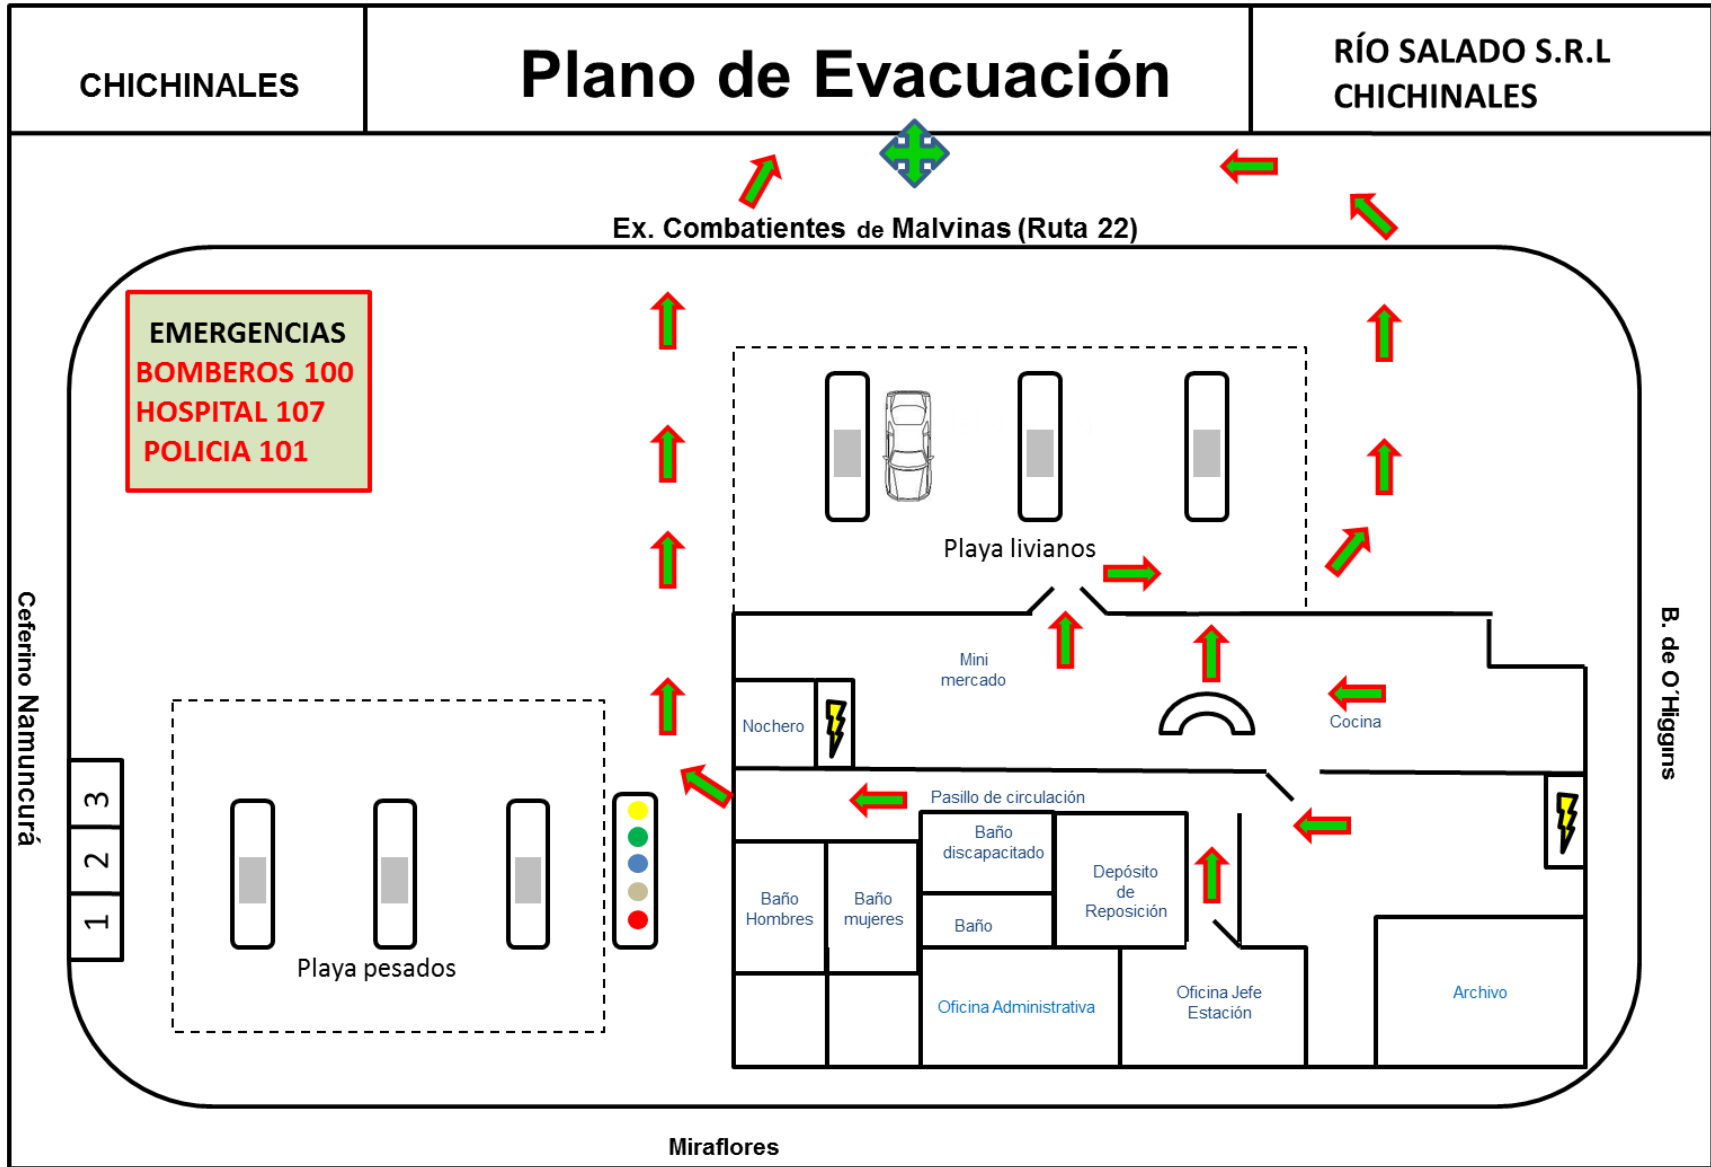 CHICHINALES
Plano de Evacuación
RÍO SALADO S.R.L
CHICHINALES
Ex. Combatientes de Malvinas (Ruta 22)
EMERGENCIAS
BOMBEROS 100
HOSPITAL 107
POLICIA 101
Playa livianos
Ceferino Namuncurá
B. de O´Higgins
Mini
mercado
Nochero
Cocina
Pasillo de circulación
3
2
1
Baño
discapacitado
Depósito
de
Reposición
Baño
Hombres
Baño
mujeres
Baño
Playa pesados
Oficina Administrativa
Oficina Jefe
Estación
Archivo
Miraflores